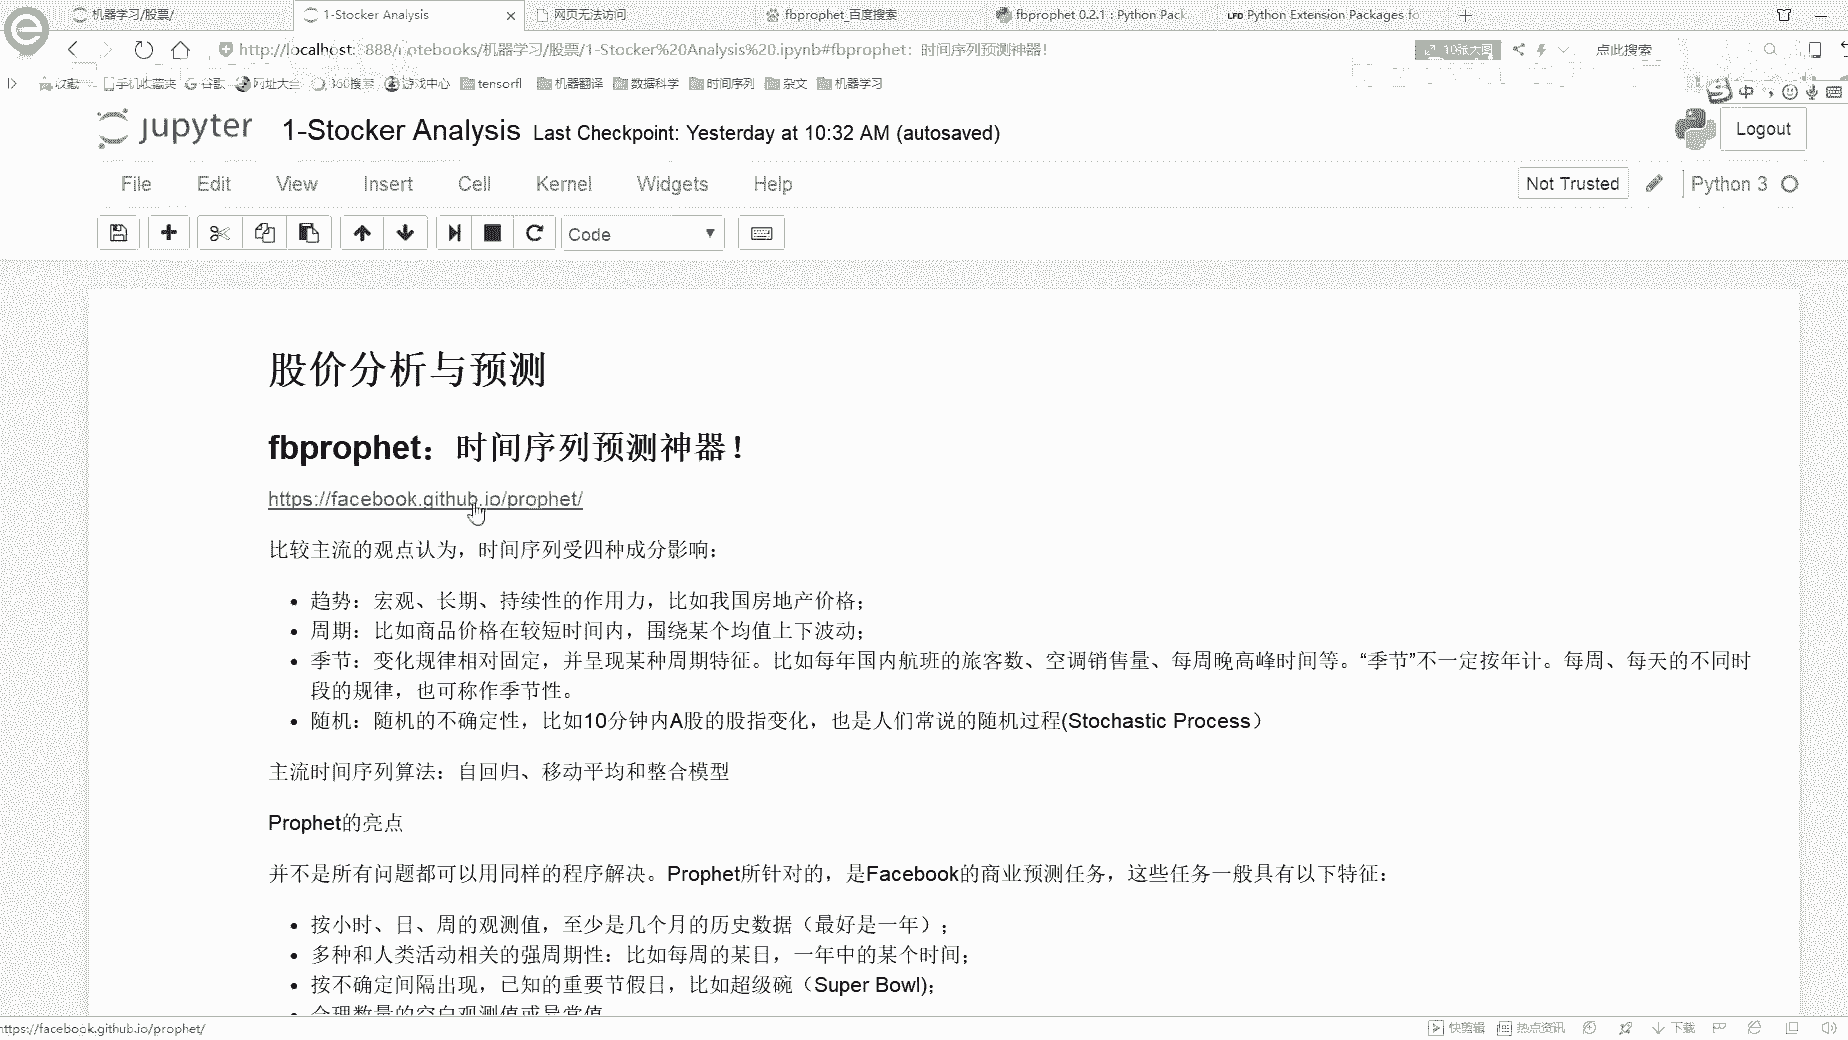 机器学习/股票/
1-Stocker Analysis
网页无法访问
fbprophet_百度搜索
fbprophet 0.2.1 : Python Pack
LFD Python Extension Packages fo
http://localhost: 888/notebooks/机器学习/股票/1-Stocker%20Analysis%20.ipynb#fbprophet：时间序列预测神器！
10张大图
点此搜索
收藏
手机收藏夹
谷歌
网址大全
360搜索
游戏中心
tensorfl
机器翻译
数据科学
时间序列
杂文
机器学习
中
jupyter
1-Stocker Analysis
Last Checkpoint: Yesterday at 10:32 AM (autosaved)
Logout
File
Edit
View
Insert
Cell
Kernel
Widgets
Help
Not Trusted
Python 3
Code
股价分析与预测
fbprophet：时间序列预测神器！
https://facebook.github.io/prophet/
比较主流的观点认为，时间序列受四种成分影响：
趋势：宏观、长期、持续性的作用力，比如我国房地产价格；
周期：比如商品价格在较短时间内，围绕某个均值上下波动；
季节：变化规律相对固定，并呈现某种周期特征。比如每年国内航班的旅客数、空调销售量、每周晚高峰时间等。“季节”不一定按年计。每周、每天的不同时
段的规律，也可称作季节性。
随机：随机的不确定性，比如10分钟内A股的股指变化，也是人们常说的随机过程(Stochastic Process）
主流时间序列算法：自回归、移动平均和整合模型
Prophet的亮点
并不是所有问题都可以用同样的程序解决。Prophet所针对的，是Facebook的商业预测任务，这些任务一般具有以下特征：
按小时、日、周的观测值，至少是几个月的历史数据（最好是一年）；
多种和人类活动相关的强周期性：比如每周的某日，一年中的某个时间；
按不确定间隔出现，已知的重要节假日，比如超级碗（Super Bowl)；
合理数量的空白观测值或异常值
https://facebook.github.io/prophet/
快剪辑
热点资讯
下载